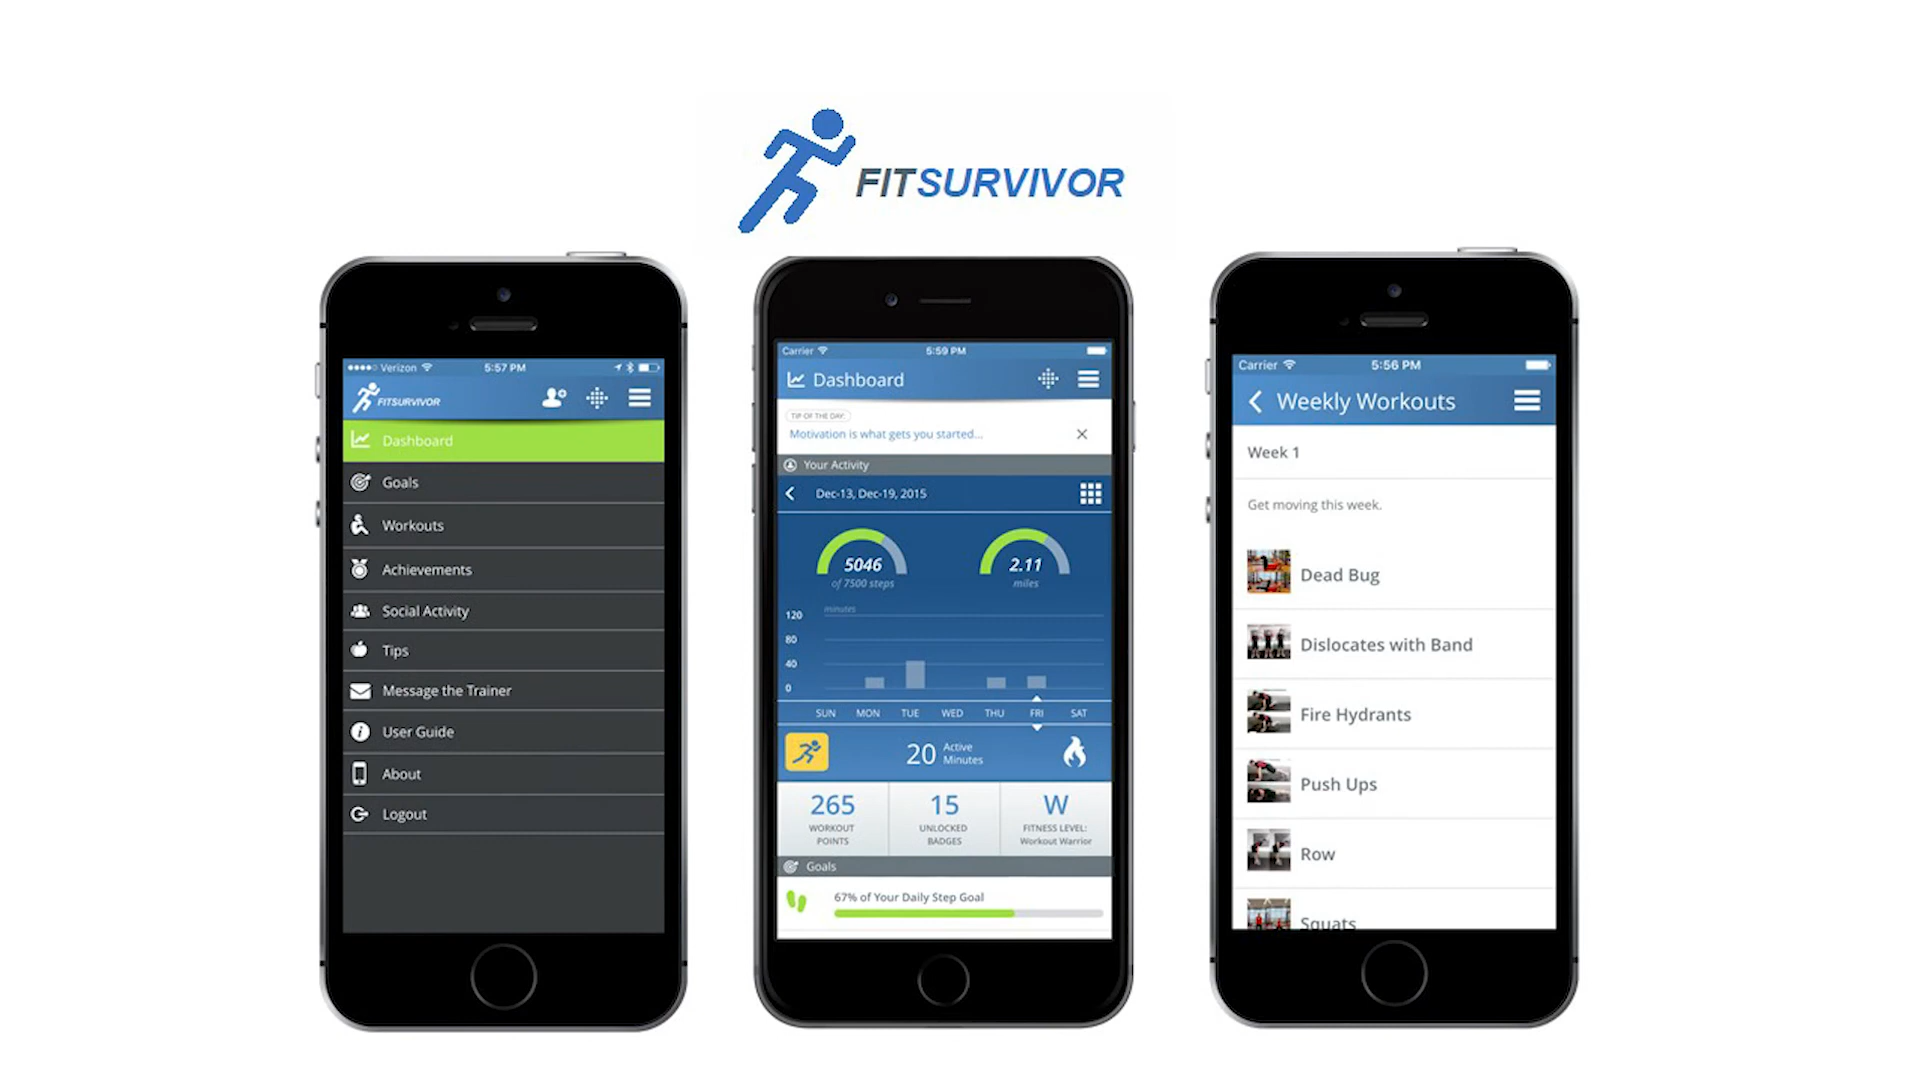 FITSURVIVOR
Verizon 5:57 PM
FITSURVIVOR
Dashboard
Goals
Workouts
Achievements
Social Activity
Tips
Message the Trainer
User Guide
About
Logout
Carrier 5:59 PM
Dashboard
TIP OF THE DAY:
Motivation is what gets you started...
Your Activity
Dec-13, Dec-19, 2015
5046 2.11
of 7500 steps miles
minutes
120
80
40
0
SUN MON TUE WED THU FRI SAT
20 Active
Minutes
265 15 W
WORKOUT UNLOCKED FITNESS LEVEL:
POINTS BADGES Workout Warrior
Goals
67% of Your Daily Step Goal
Carrier 5:56 PM
Weekly Workouts
Week 1
Get moving this week.
Dead Bug
Dislocates with Band
Fire Hydrants
Push Ups
Row
Squats